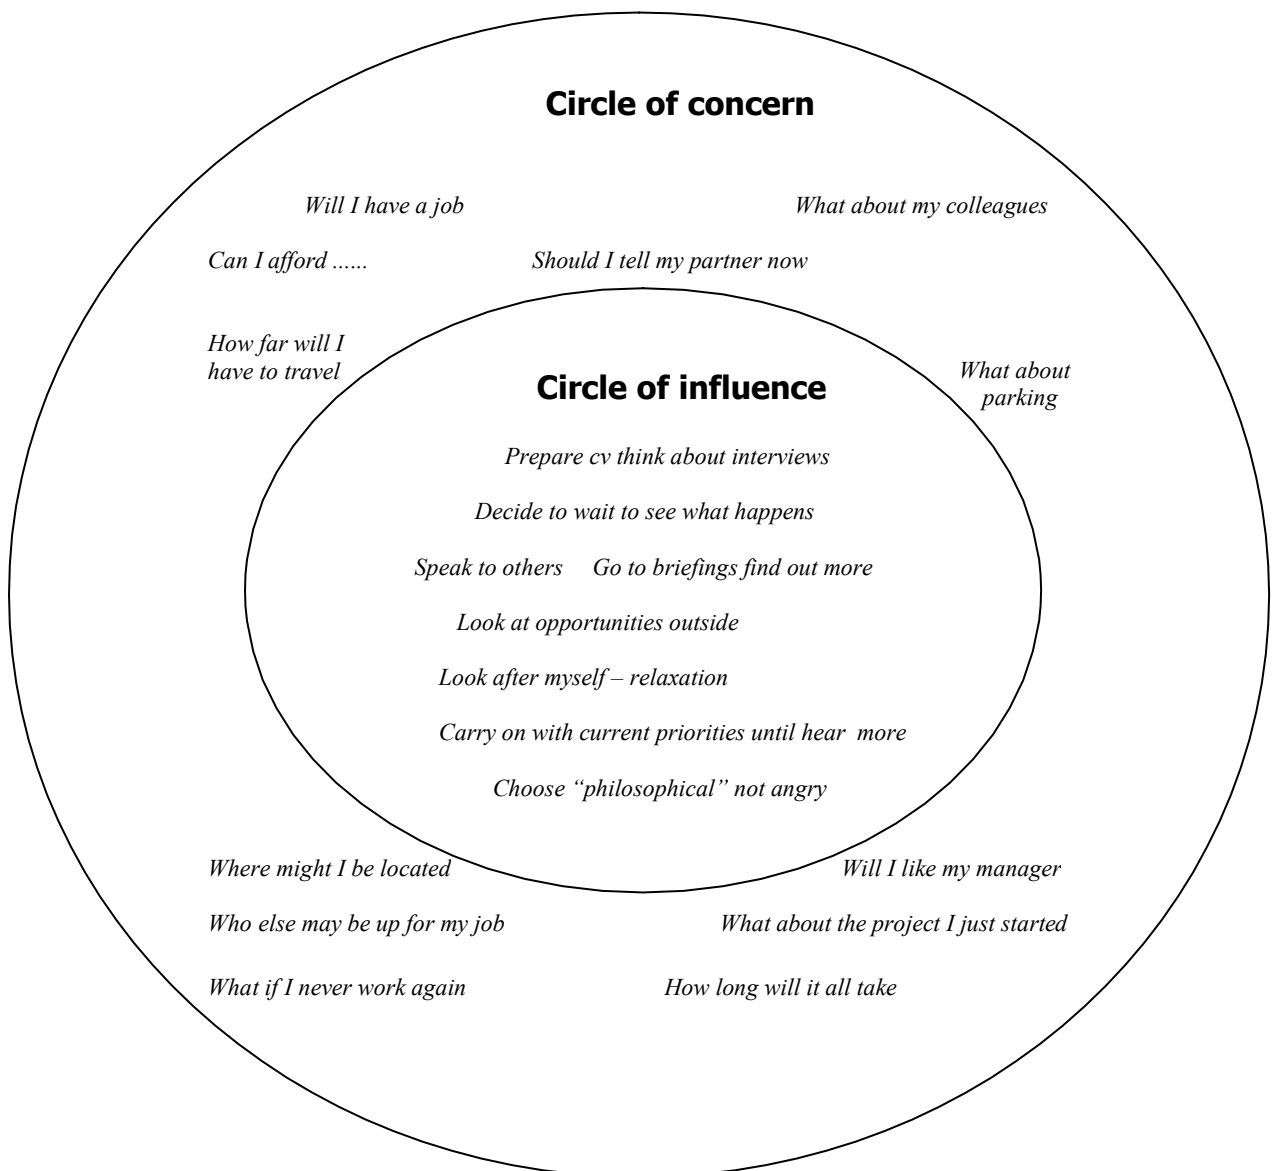 Circle of concern
Will I have a job
What about my colleagues
Can I afford ......
Should I tell my partner now
How far will I
have to travel
What about
parking
Circle of influence
Prepare cv think about interviews
Decide to wait to see what happens
Speak to others
Go to briefings find out more
Look at opportunities outside
Look after myself – relaxation
Carry on with current priorities until hear  more
Choose “philosophical” not angry
Where might I be located
Will I like my manager
Who else may be up for my job
What about the project I just started
What if I never work again
How long will it all take